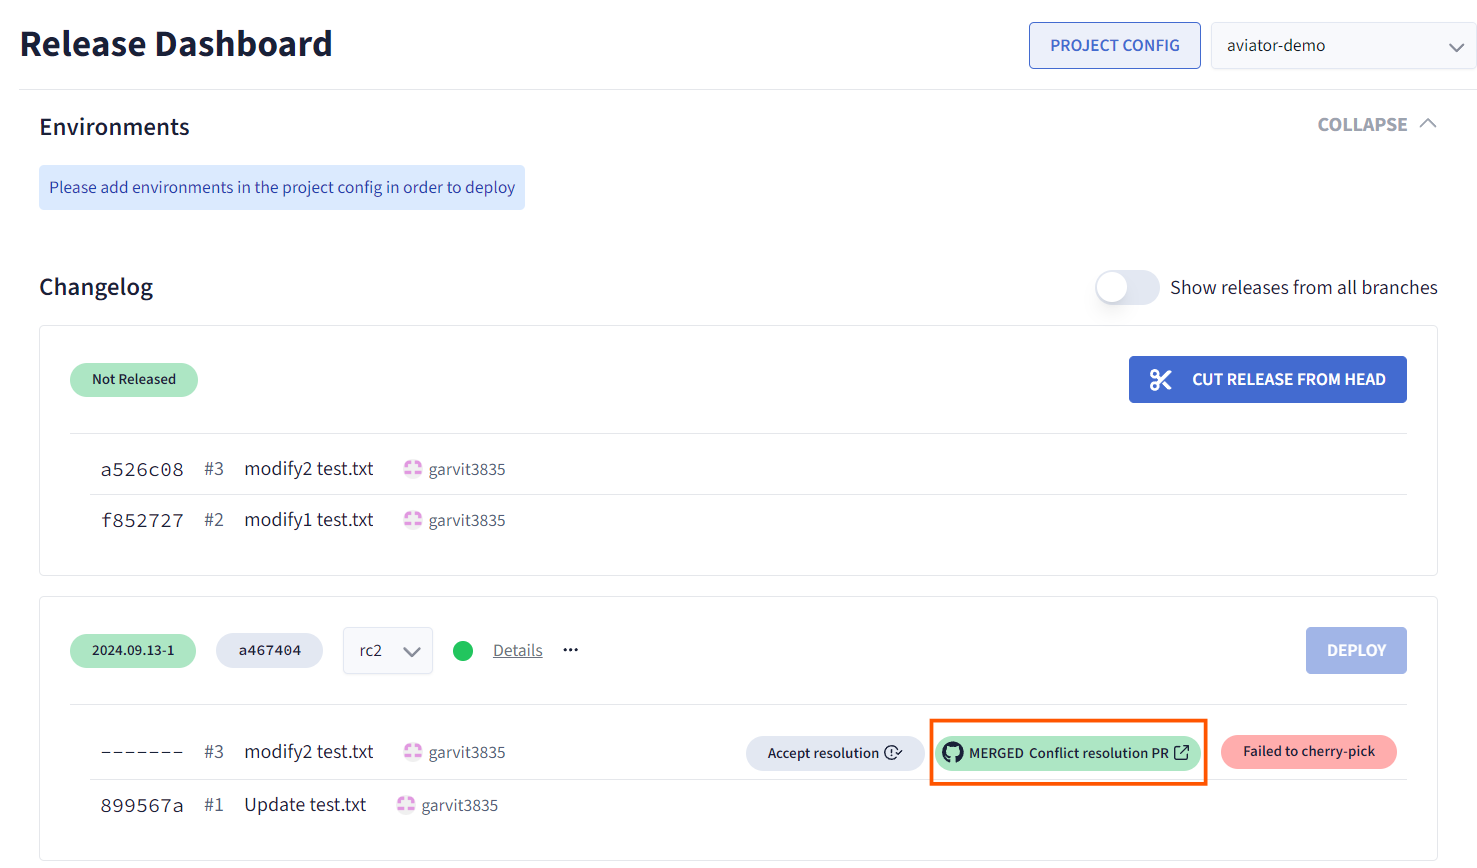 Release Dashboard
PROJECT CONFIG
aviator-demo
Environments
COLLAPSE
Please add environments in the project config in order to deploy
Changelog
Show releases from all branches
Not Released
CUT RELEASE FROM HEAD
a526c08 #3 modify2 test.txt garvit3835
f852727 #2 modify1 test.txt garvit3835
2024.09.13-1 a467404 rc2 Details ···
DEPLOY
------- #3 modify2 test.txt garvit3835 Accept resolution MERGED Conflict resolution PR Failed to cherry-pick
899567a #1 Update test.txt garvit3835